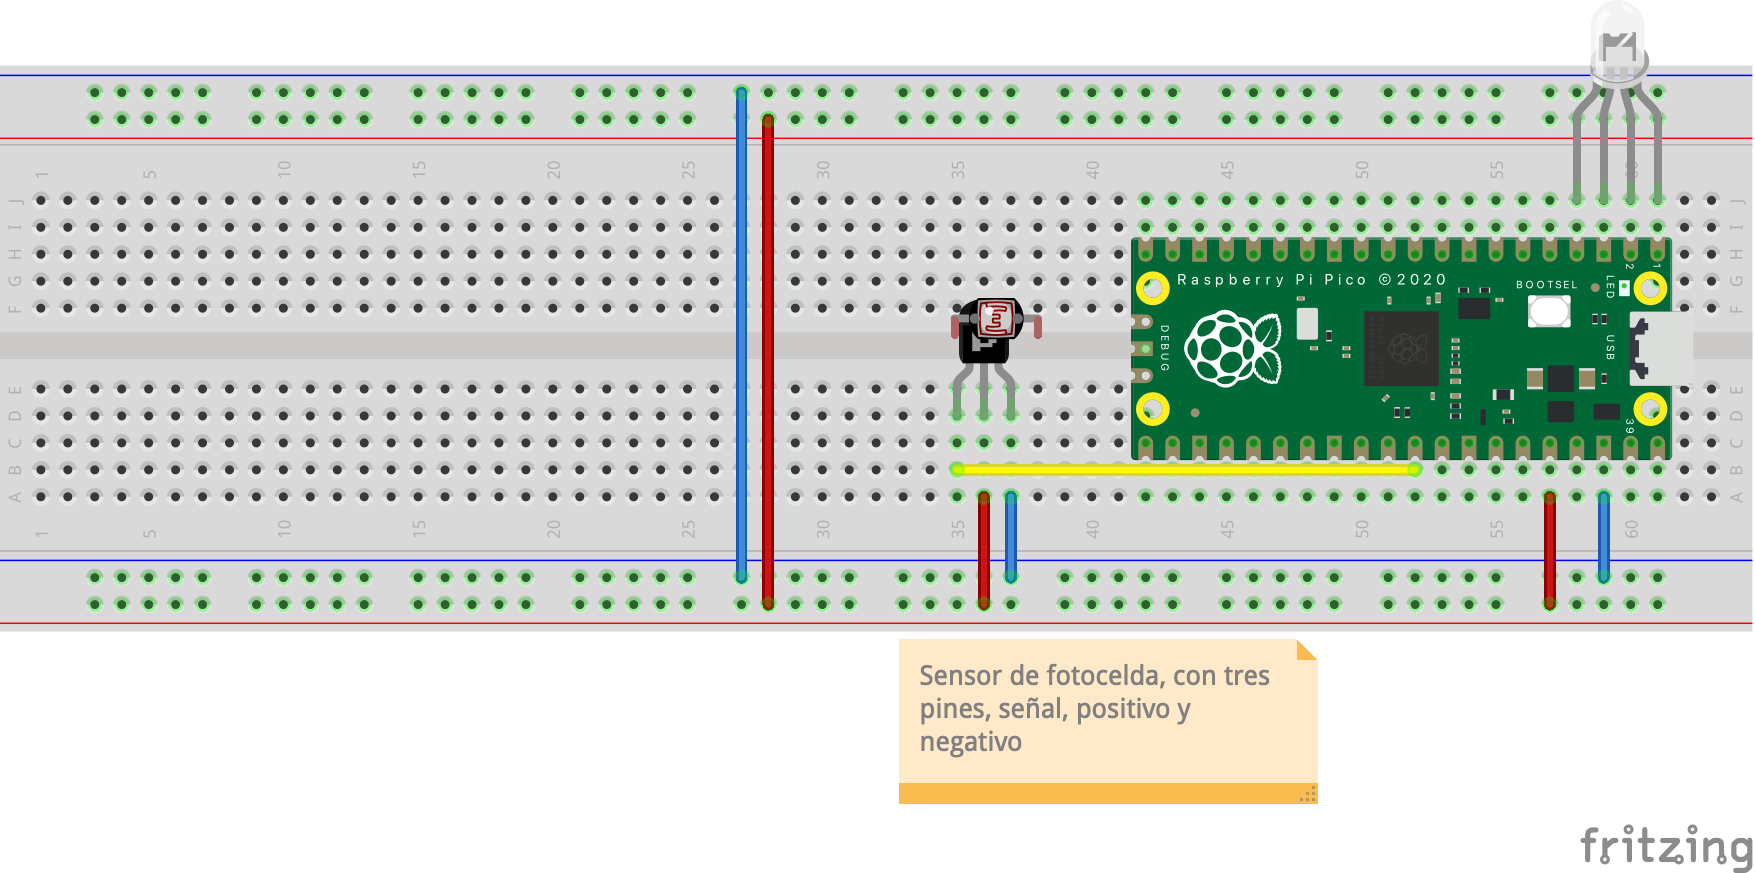 1 5 10 15 20 25 30 35 40 45 50 55 60
J J
I I
H H
G G
F F
Raspberry Pi Pico ©2020
BOOTSEL
LED
2
1
DEBUG
USB
39
E E
D D
C C
B B
A A
1 5 10 15 20 25 30 35 40 45 50 55 60
Sensor de fotocelda, con tres
pines, señal, positivo y
negativo
fritzing